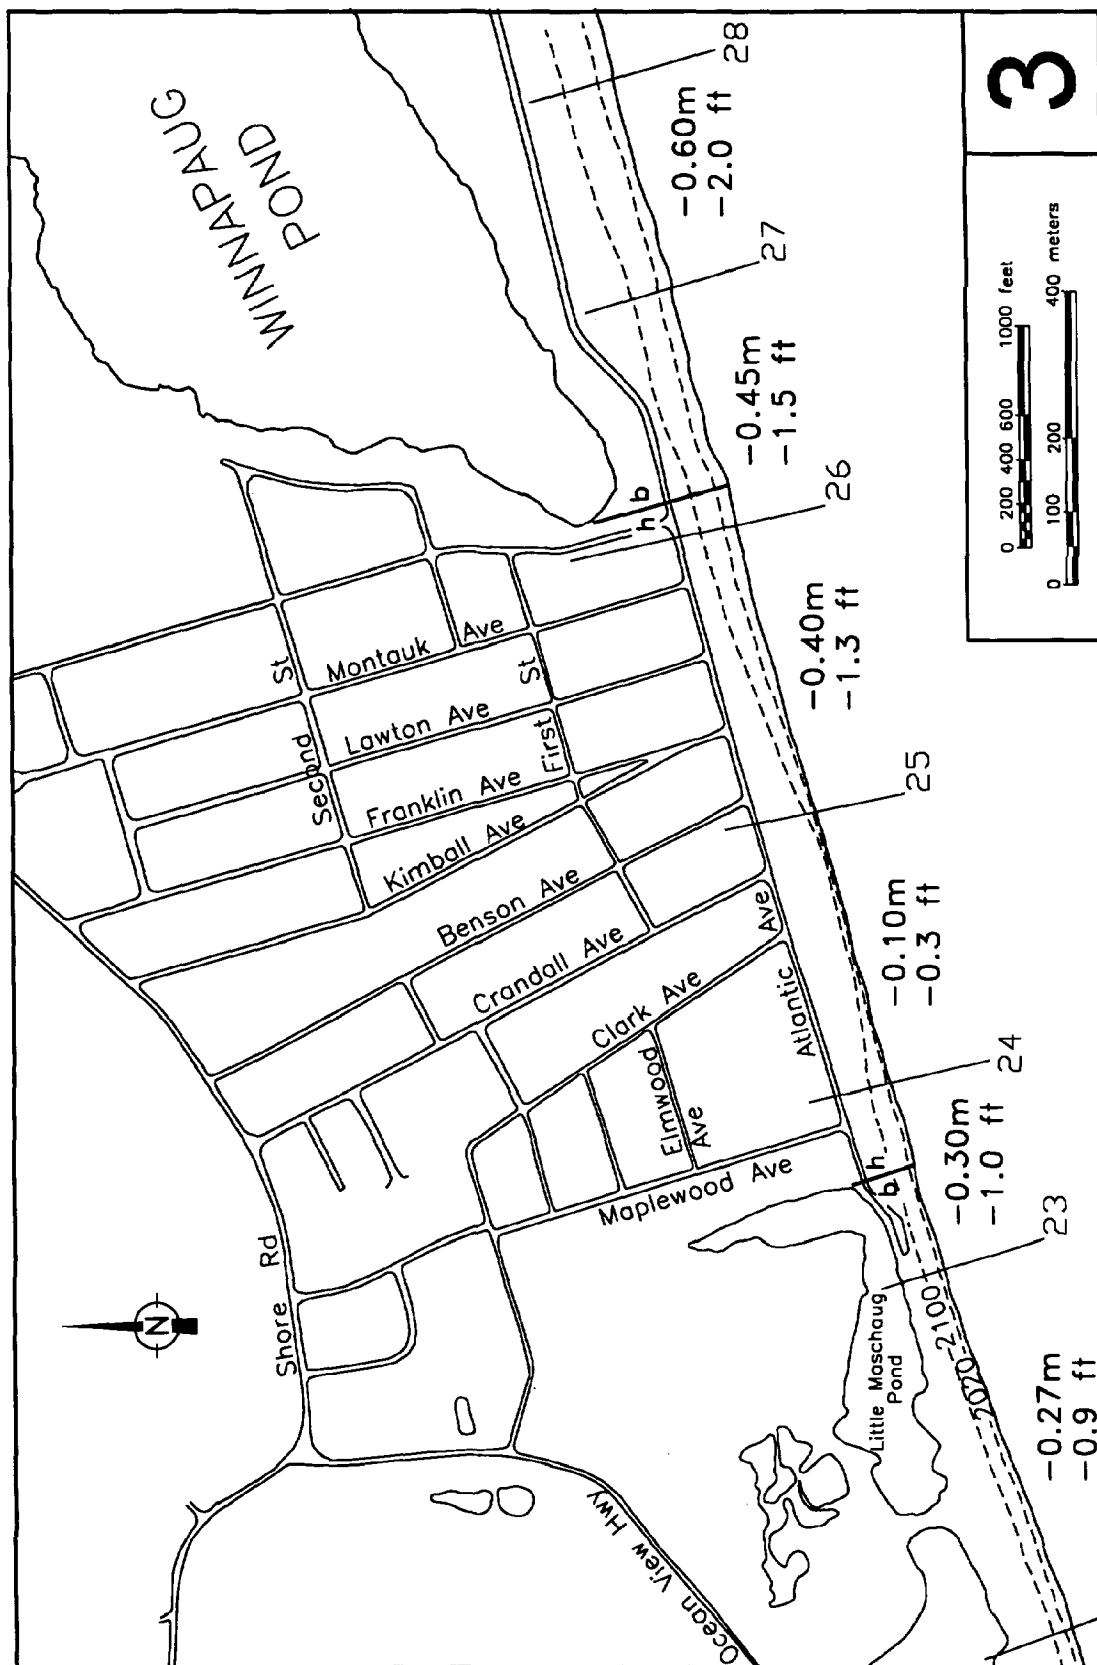 WINNAPAUG
POND
28
-0.60m
-2.0 ft
27
-0.45m
-1.5 ft
26
b
h
-0.40m
-1.3 ft
25
-0.10m
-0.3 ft
24
-0.30m
-1.0 ft
23
-0.27m
-0.9 ft
h
b
2100
2020
Second St
First St
Montauk Ave
Lawton Ave
Franklin Ave
Kimball Ave
Benson Ave
Crandall Ave
Clark Ave
Elmwood
Ave
Atlantic Ave
Maplewood Ave
Shore Rd
Ocean View Hwy
Little Maschaug
Pond
N
3
0 200 400 600 1000 feet
0 100 200 400 meters